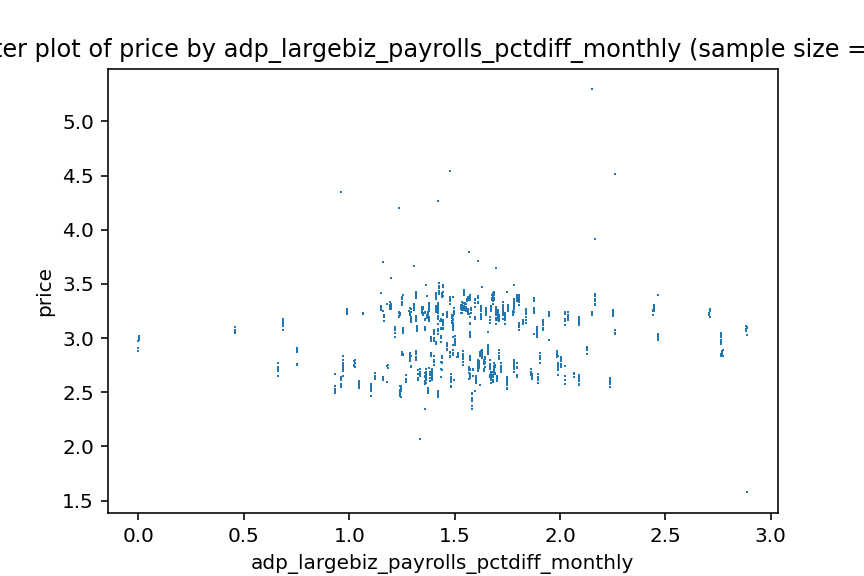 plot of price by adp_largebiz_payrolls_pctdiff_monthly (sample size =
price
5.0
4.5
4.0
3.5
3.0
2.5
2.0
1.5
0.0 0.5 1.0 1.5 2.0 2.5 3.0
adp_largebiz_payrolls_pctdiff_monthly